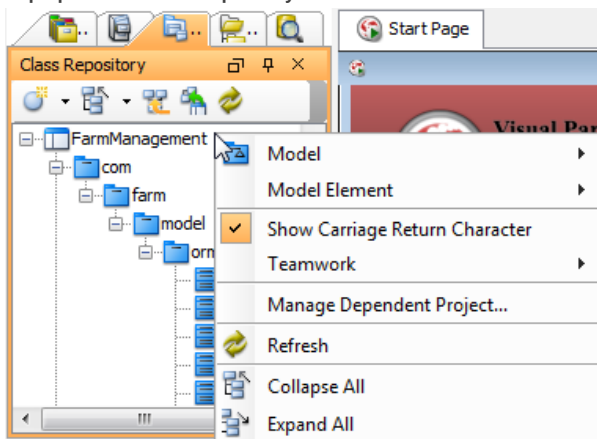 Start Page
Class Repository
Visual Par
FarmManagement
com
farm
model
orm
Model
Model Element
Show Carriage Return Character
Teamwork
Manage Dependent Project...
Refresh
Collapse All
Expand All